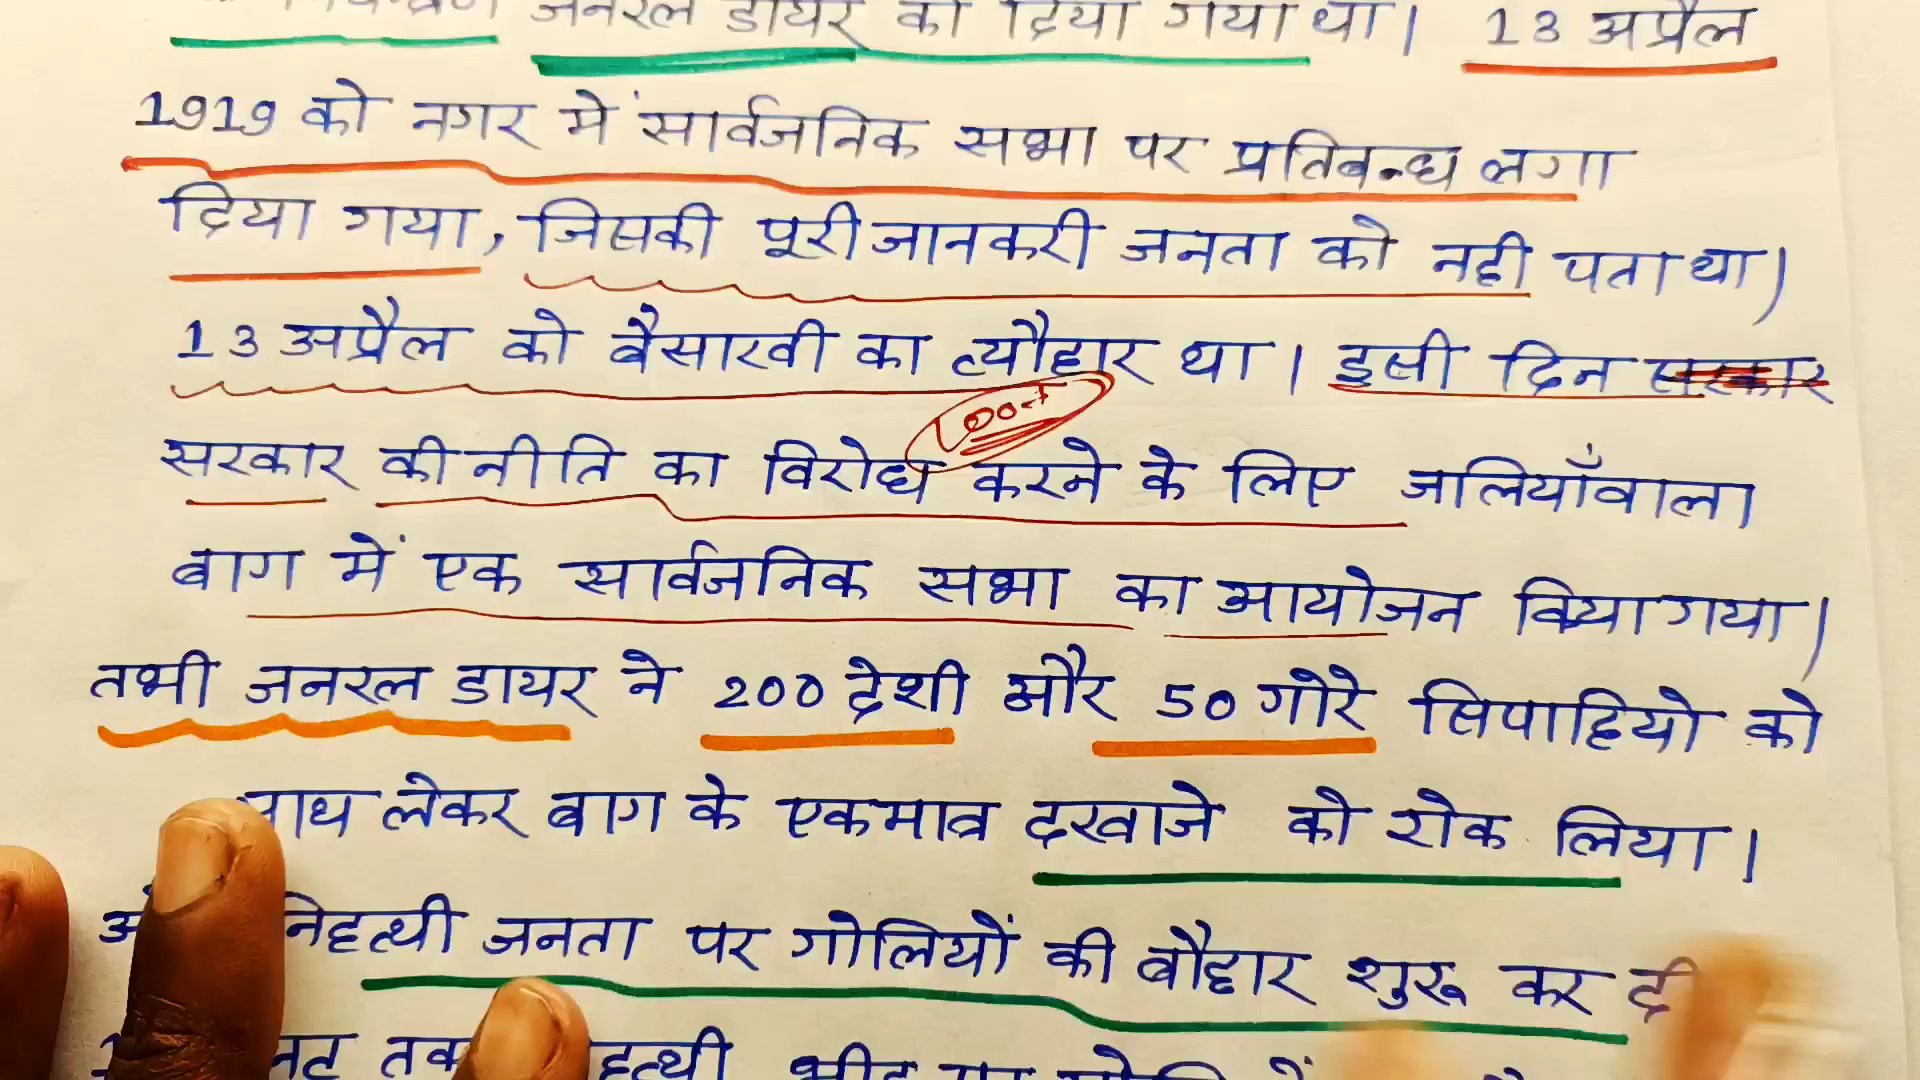 जनरल डायर को दिया गया था। 13 अप्रैल
1919 को नगर में सार्वजनिक सभा पर प्रतिबन्ध लगा
दिया गया, जिसकी पूरी जानकरी जनता को नही पता था।
13 अप्रैल को बैसाखी का त्यौहार था। इसी दिन सरकार
सरकार की नीति का विरोध करने के लिए जलियाँवाला
बाग में एक सार्वजनिक सभा का आयोजन किया गया।
तभी जनरल डायर ने 200 देशी और 50 गोरे सिपाहियो को
साथ लेकर बाग के एकमात्र दरवाजे को रोक लिया।
निहत्थी जनता पर गोलियों की बौछार शुरू कर दी
तक